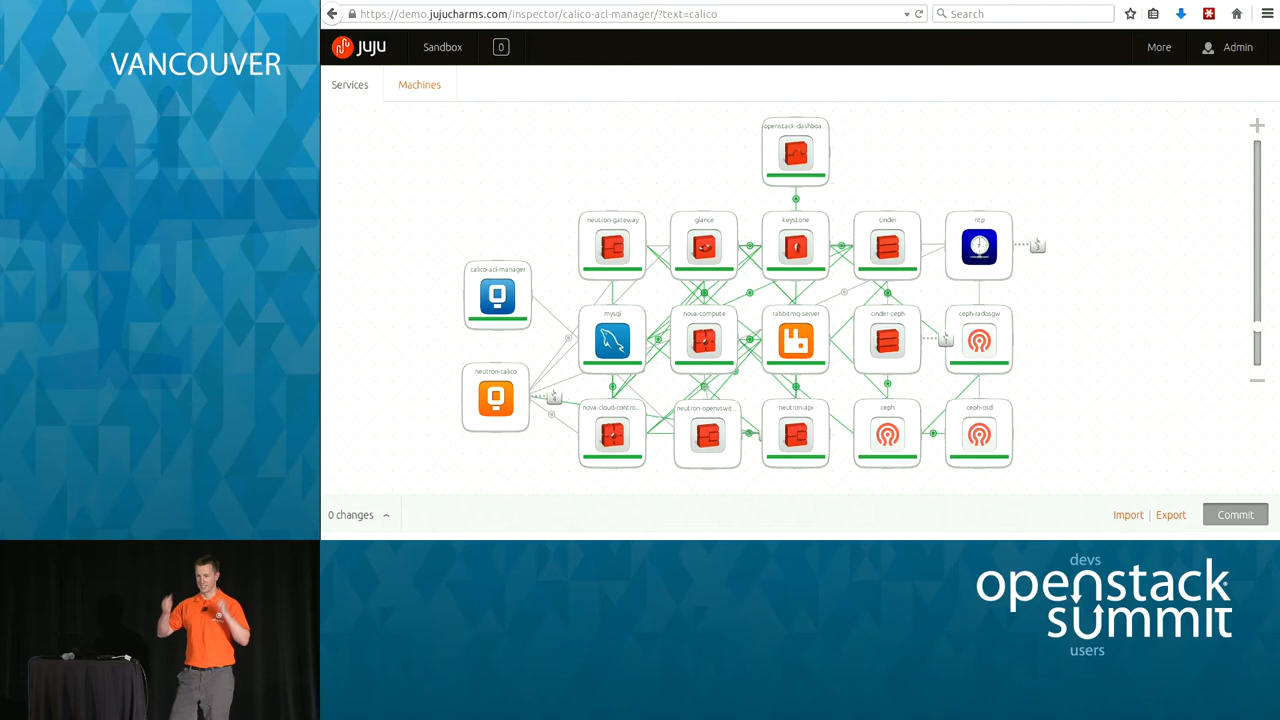 VANCOUVER
https://demo.jujucharms.com/inspector/calico-acl-manager/?text=calico
Search
juju
Sandbox
0
More
Admin
Services
Machines
openstack-dashboa...
neutron-gateway
glance
keystone
cinder
ntp
calico-acl-manager
mysql
nova-compute
rabbitmq-server
cinder-ceph
ceph-radosgw
neutron-calico
nova-cloud-contro...
neutron-openvswit...
neutron-api
ceph
ceph-osd
0 changes
Import | Export
Commit
devs
openstack
summit
users